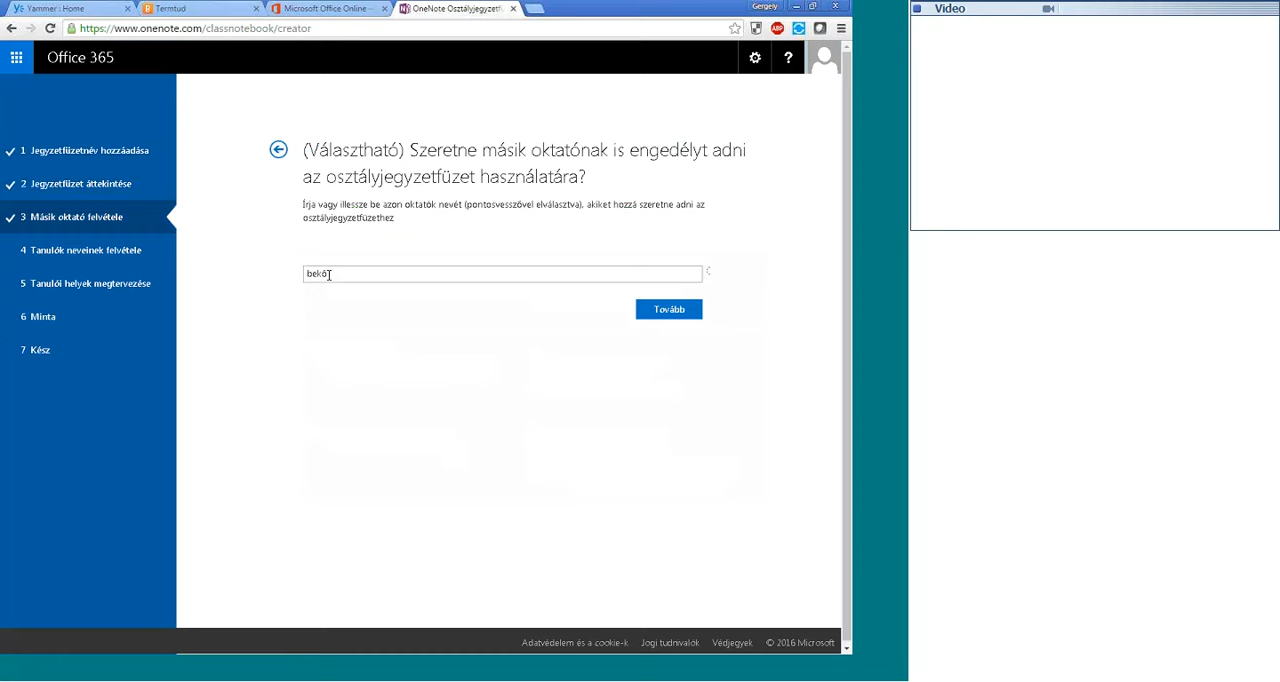 Yammer : Home
Termtud
Microsoft Office Online –
OneNote Osztályjegyzetfü
Gergely
https://www.onenote.com/classnotebook/creator
ABP
Office 365
?
1 Jegyzetfüzetnév hozzáadása
2 Jegyzetfüzet áttekintése
3 Másik oktató felvétele
4 Tanulók neveinek felvétele
5 Tanulói helyek megtervezése
6 Minta
7 Kész
(Választható) Szeretne másik oktatónak is engedélyt adni
az osztályjegyzetfüzet használatára?
Írja vagy illessze be azon oktatók nevét (pontosvesszővel elválasztva), akiket hozzá szeretne adni az
osztályjegyzetfüzethez
bekő
Tovább
Adatvédelem és a cookie-k
Jogi tudnivalók
Védjegyek
© 2016 Microsoft
Video